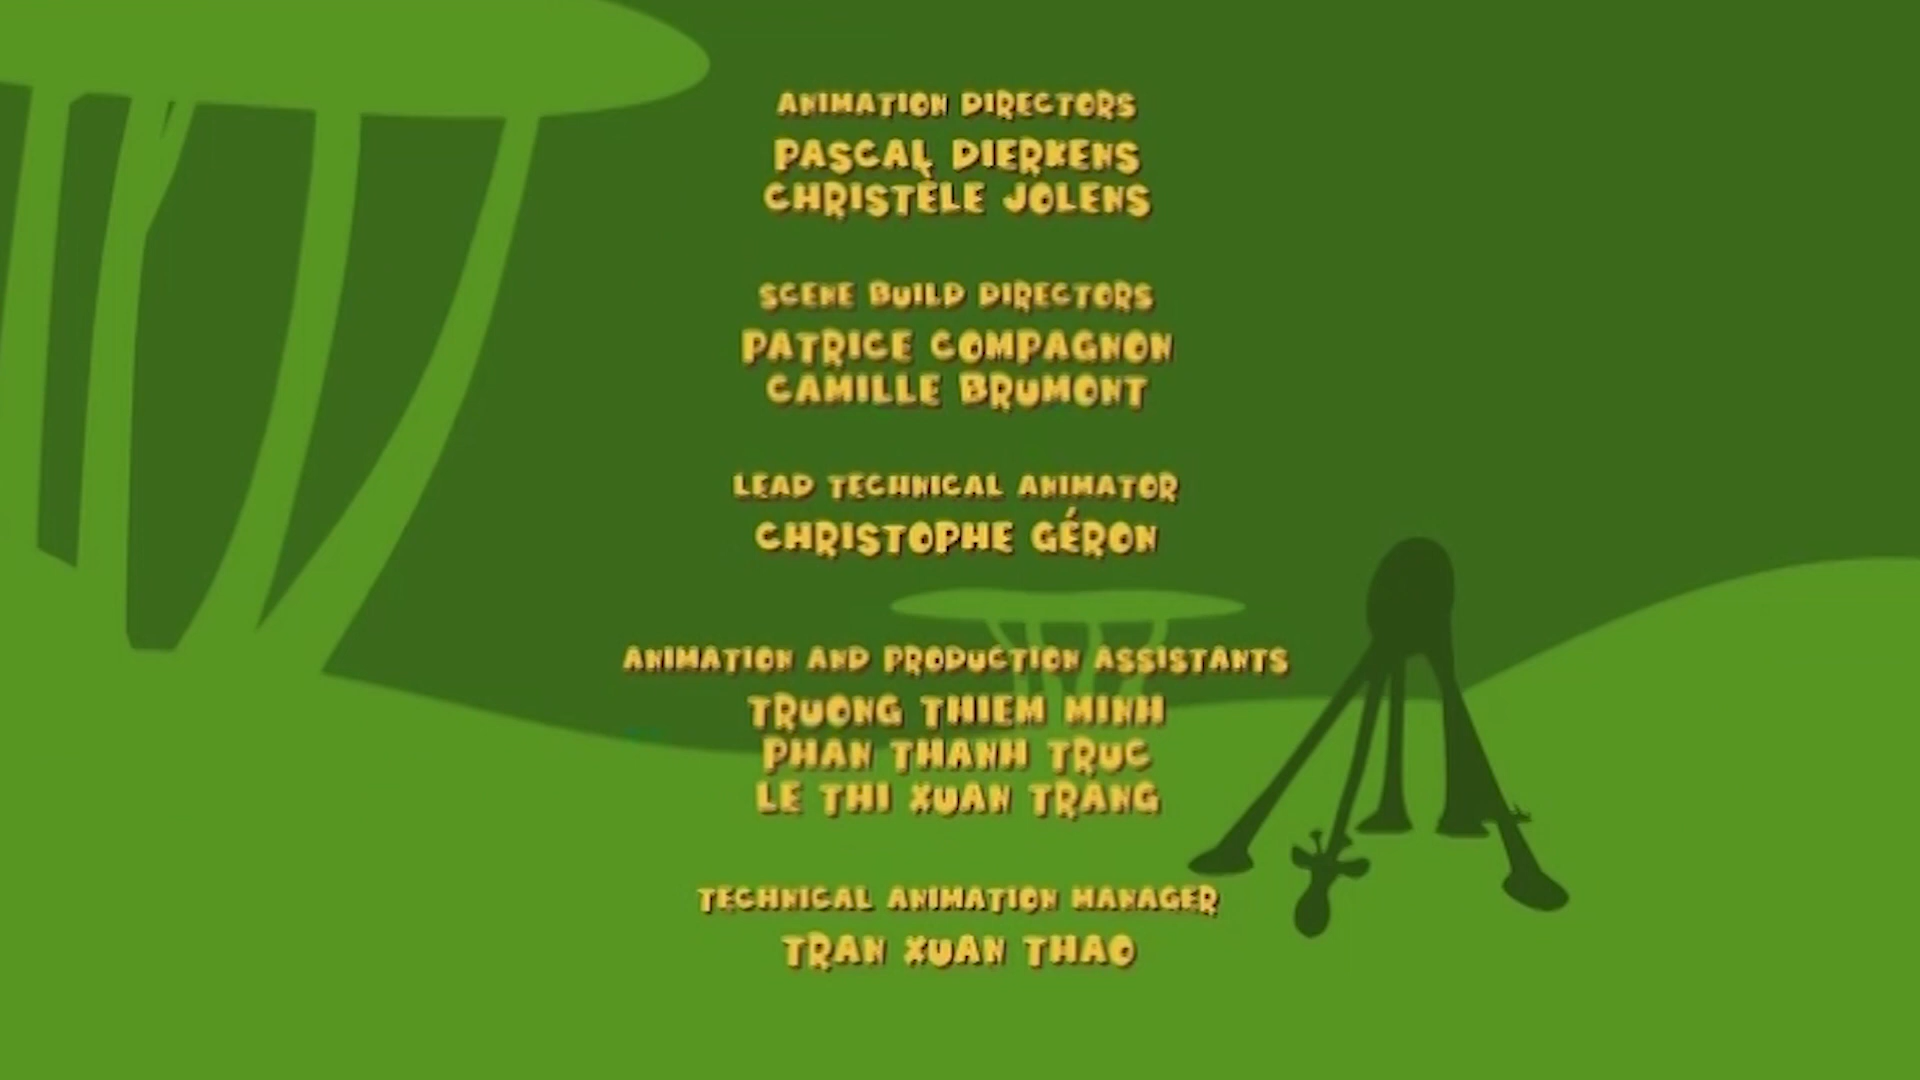 ANIMATION DIRECTORS
PASCAL DIERKENS
CHRISTÈLE JOLENS
SCENE BUILD DIRECTORS
PATRICE COMPAGNON
CAMILLE BRUMONT
LEAD TECHNICAL ANIMATOR
CHRISTOPHE GÉRON
ANIMATION AND PRODUCTION ASSISTANTS
TRUONG THIEM MINH
PHAN THANH TRUC
LE THI XUAN TRANG
TECHNICAL ANIMATION MANAGER
TRAN XUAN THAO